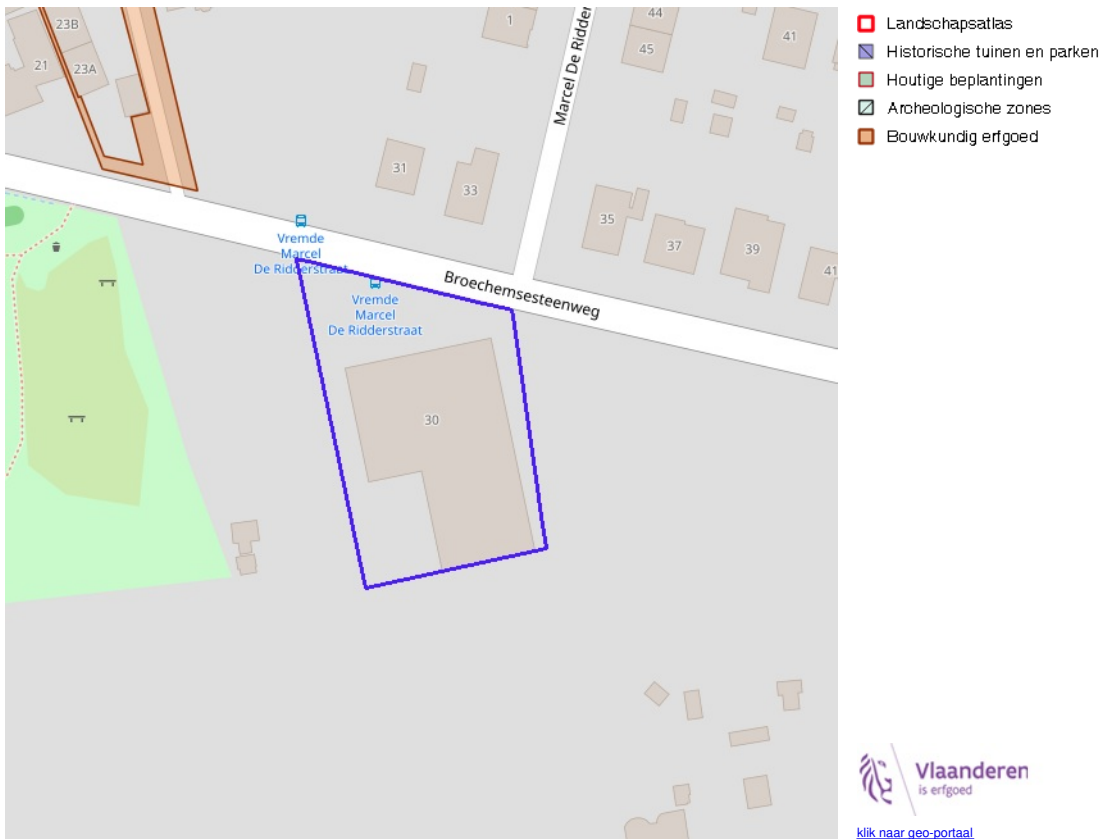 23B
21
23A
1
44
45
41
Marcel De Ridder
31
33
35
37
39
41
Vremde
Marcel
De Ridderstraat
Vremde
Marcel
De Ridderstraat
Broechemsesteenweg
30
Landschapsatlas
Historische tuinen en parken
Houtige beplantingen
Archeologische zones
Bouwkundig erfgoed
Vlaanderen
is erfgoed
klik naar geo-portaal